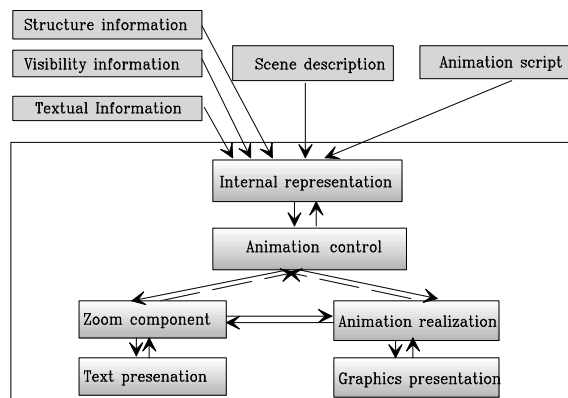 Structure information
Visibility information
Textual Information
Scene description
Animation script
Internal representation
Animation control
Zoom component
Animation realization
Text presenation
Graphics presentation